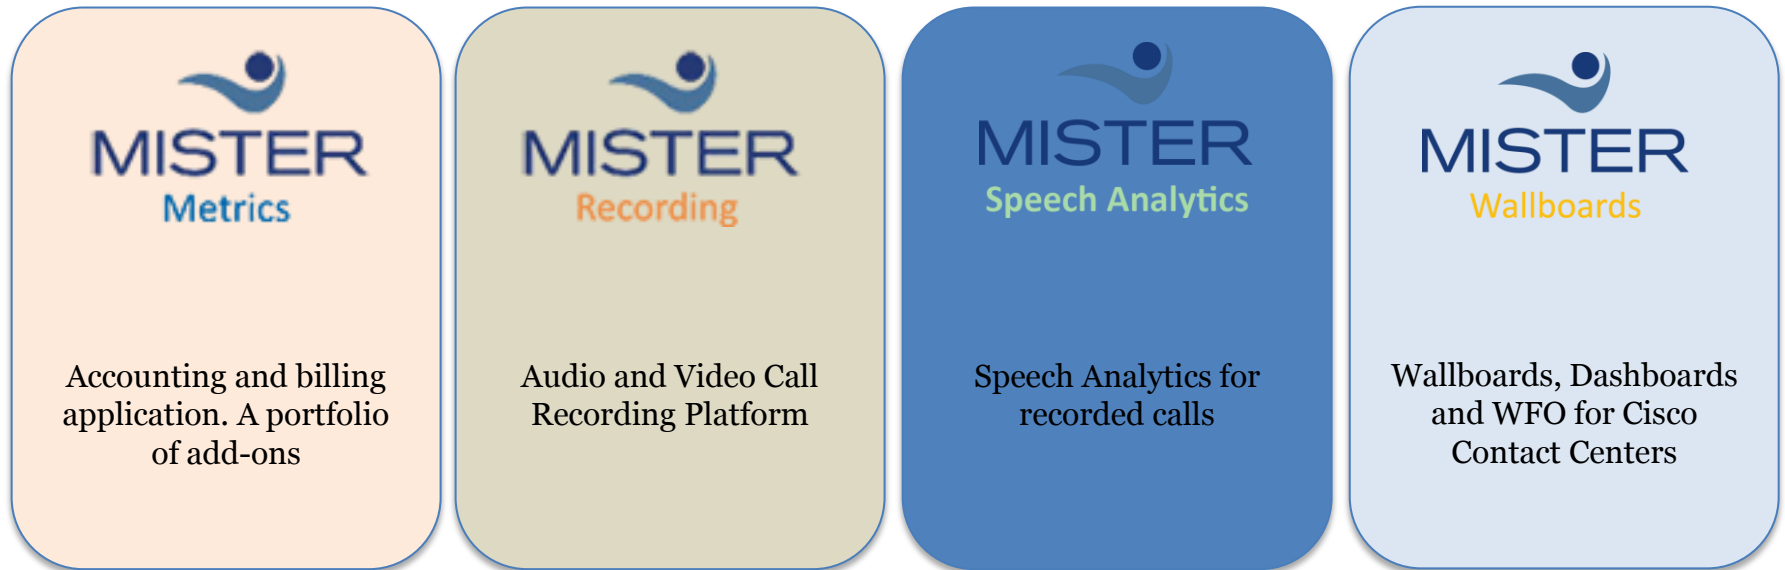 MISTER
Metrics
Accounting and billing
application. A portfolio
of add-ons
MISTER
Recording
Audio and Video Call
Recording Platform
MISTER
Speech Analytics
Speech Analytics for
recorded calls
MISTER
Wallboards
Wallboards, Dashboards
and WFO for Cisco
Contact Centers